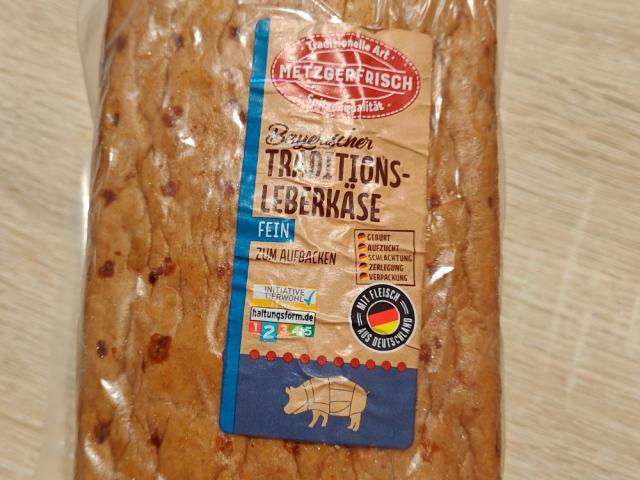 Traditionelle Art
METZGERFRISCH
Spitzenqualität
Bayerischer
TRADITIONS-
LEBERKÄSE
FEIN
ZUM AUFBACKEN
GEBURT
AUFZUCHT
SCHLACHTUNG
ZERLEGUNG
VERPACKUNG
INITIATIVE
TIERWOHL
haltungsform.de
1 2 3 4 5
MIT FLEISCH
AUS DEUTSCHLAND